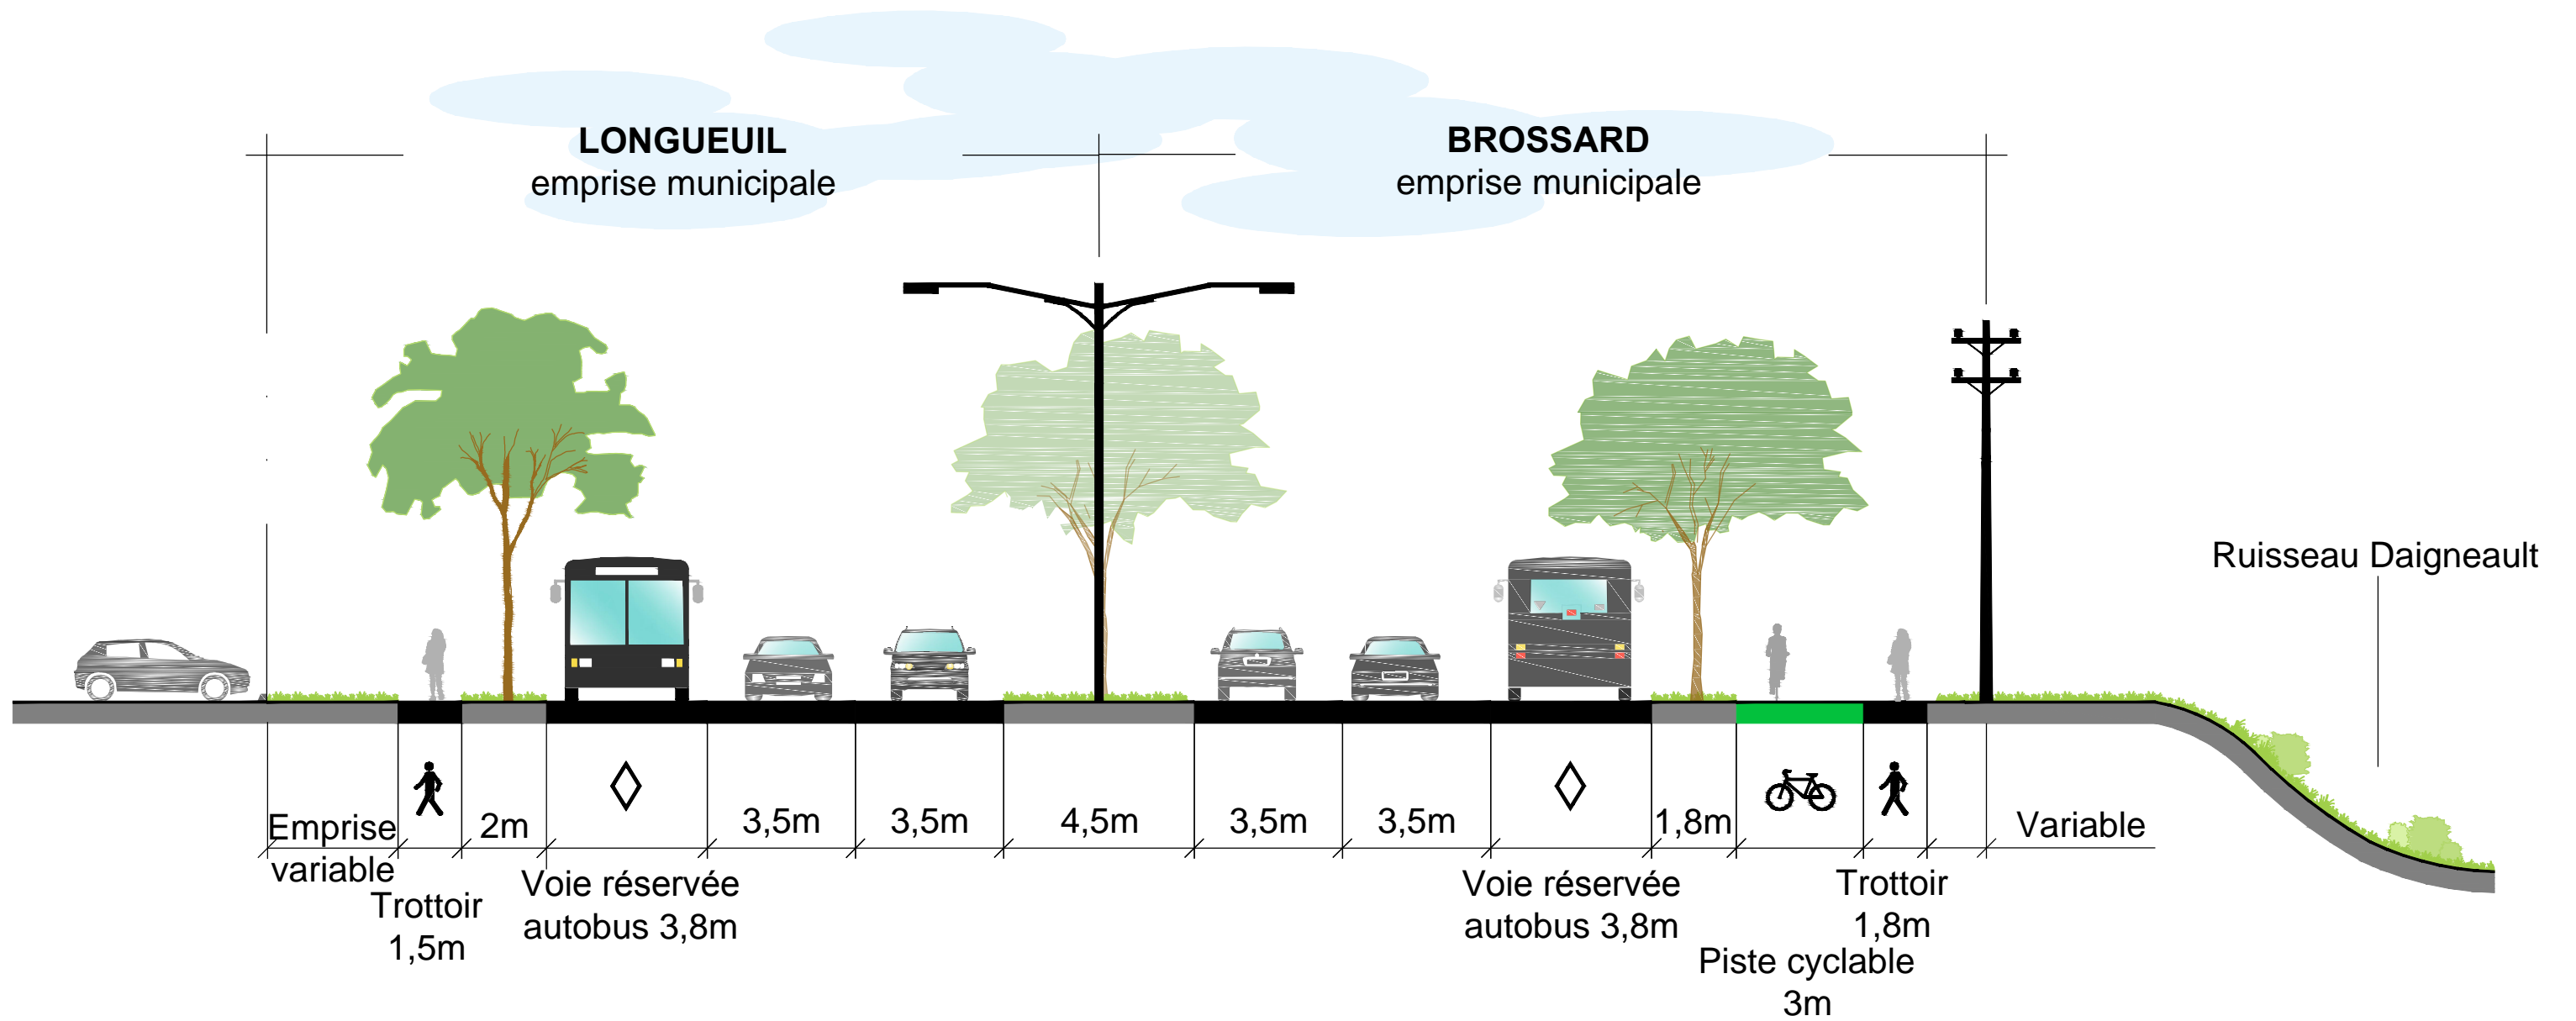 LONGUEUIL
emprise municipale
BROSSARD
emprise municipale
Ruisseau Daigneault
Emprise
variable
Trottoir
1,5m
2m
Voie réservée
autobus 3,8m
3,5m
3,5m
4,5m
3,5m
3,5m
Voie réservée
autobus 3,8m
1,8m
Piste cyclable
3m
Trottoir
1,8m
Variable